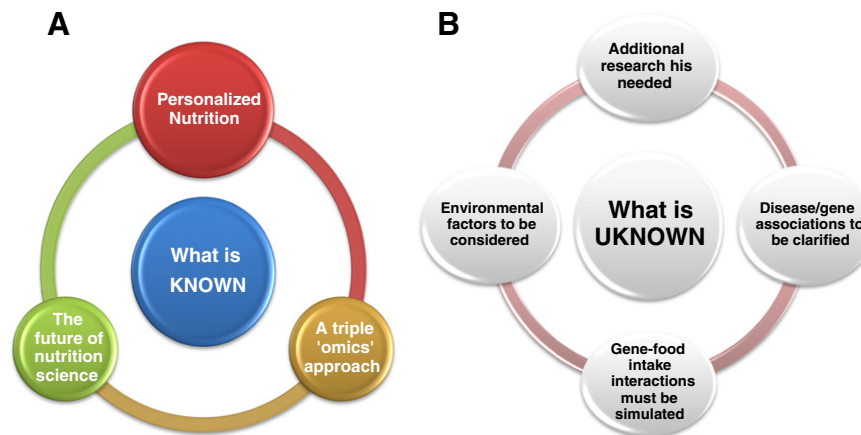 A
Personalized
Nutrition
What is
KNOWN
The
future of
nutrition
science
A triple
'omics'
approach
B
Additional
research his
needed
Environmental
factors to be
considered
What is
UKNOWN
Disease/gene
associations to
be clarified
Gene-food
intake
interactions
must be
simulated